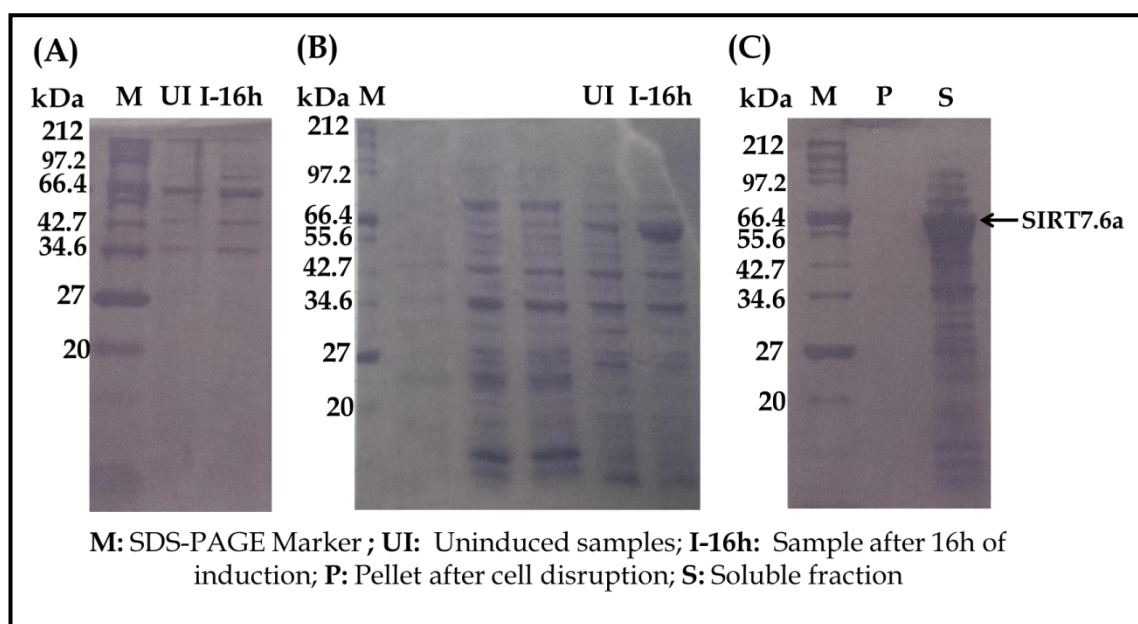 (A)
kDa M UI I-16h
212
97.2
66.4
42.7
34.6
27
20
(B)
kDa M UI I-16h
212
97.2
66.4
55.6
42.7
34.6
27
20
(C)
kDa M P S
212
97.2
66.4
55.6
42.7
34.6
27
20
SIRT7.6a
M: SDS-PAGE Marker ; UI: Uninduced samples; I-16h: Sample after 16h of
induction; P: Pellet after cell disruption; S: Soluble fraction